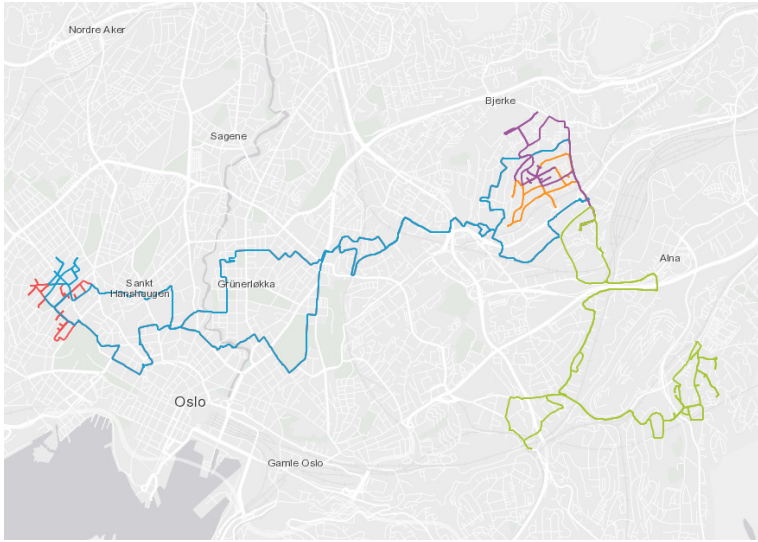 Nordre Aker
Bjerke
Sagene
Alna
Sankt
Hanshaugen
Grünerløkka
Oslo
Gamle Oslo